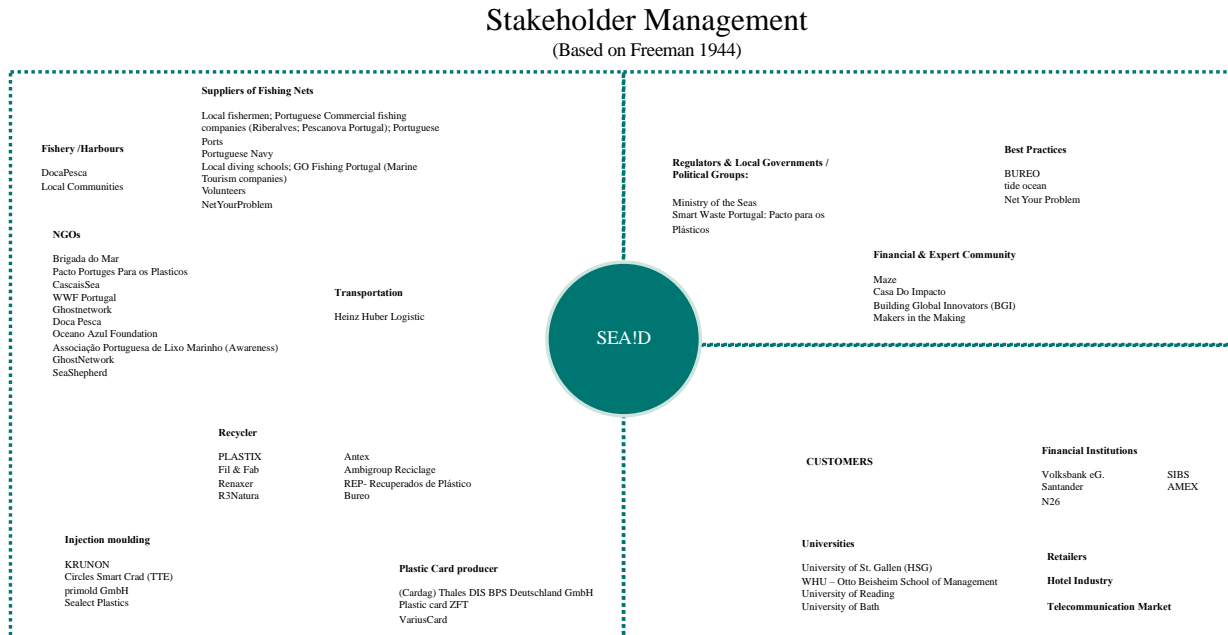 Stakeholder Management
(Based on Freeman 1944)
Suppliers of Fishing Nets
Local fishermen; Portuguese Commercial fishing
companies (Riberalves; Pescanova Portugal); Portuguese
Ports
Portuguese Navy
Local diving schools; GO Fishing Portugal (Marine
Tourism companies)
Volunteers
NetYourProblem
Fishery /Harbours
DocaPesca
Local Communities
NGOs
Brigada do Mar
Pacto Portuges Para os Plasticos
CascaisSea
WWF Portugal
Ghostnetwork
Doca Pesca
Oceano Azul Foundation
Associação Portuguesa de Lixo Marinho (Awareness)
GhostNetwork
SeaShepherd
Transportation
Heinz Huber Logistic
Regulators & Local Governments /
Political Groups:
Ministry of the Seas
Smart Waste Portugal: Pacto para os
Plásticos
Best Practices
BUREO
tide ocean
Net Your Problem
Financial & Expert Community
Maze
Casa Do Impacto
Building Global Innovators (BGI)
Makers in the Making
SEA!D
Recycler
PLASTIX
Fil & Fab
Renaxer
R3Natura
Antex
Ambigroup Reciclage
REP- Recuperados de Plástico
Bureo
Injection moulding
KRUNON
Circles Smart Crad (TTE)
primold GmbH
Sealect Plastics
Plastic Card producer
(Cardag) Thales DIS BPS Deutschland GmbH
Plastic card ZFT
VariusCard
CUSTOMERS
Financial Institutions
Volksbank eG.
Santander
N26
SIBS
AMEX
Universities
University of St. Gallen (HSG)
WHU – Otto Beisheim School of Management
University of Reading
University of Bath
Retailers
Hotel Industry
Telecommunication Market